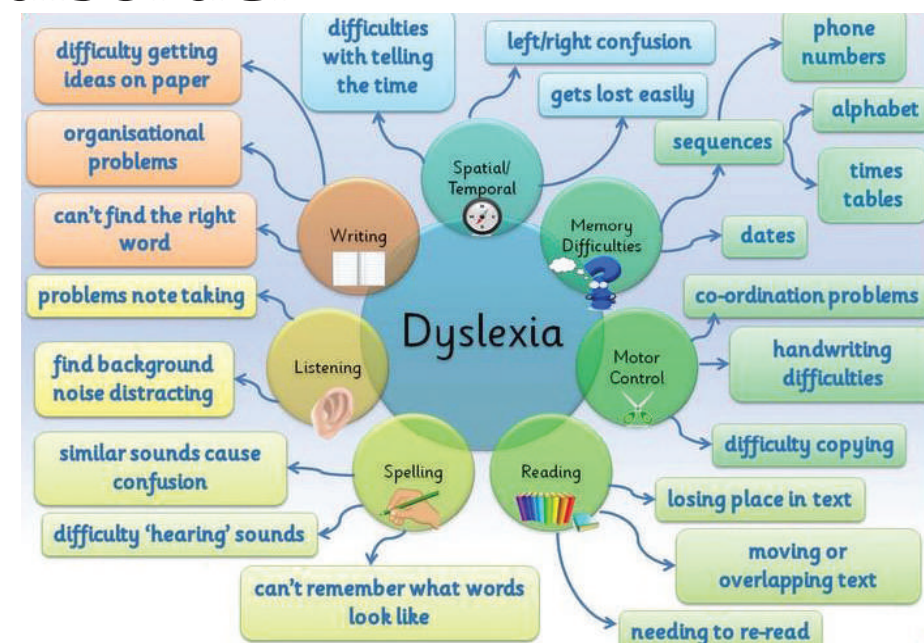 difficulty getting
ideas on paper
organisational
problems
can't find the right
word
problems note taking
find background
noise distracting
similar sounds cause
confusion
difficulty 'hearing' sounds
can't remember what words
look like
difficulties
with telling
the time
left/right confusion
gets lost easily
phone
numbers
alphabet
sequences
times
tables
dates
co-ordination problems
handwriting
difficulties
difficulty copying
losing place in text
moving or
overlapping text
needing to re-read
Spatial/
Temporal
Writing
Memory
Difficulties
Dyslexia
Listening
Motor
Control
Spelling
Reading